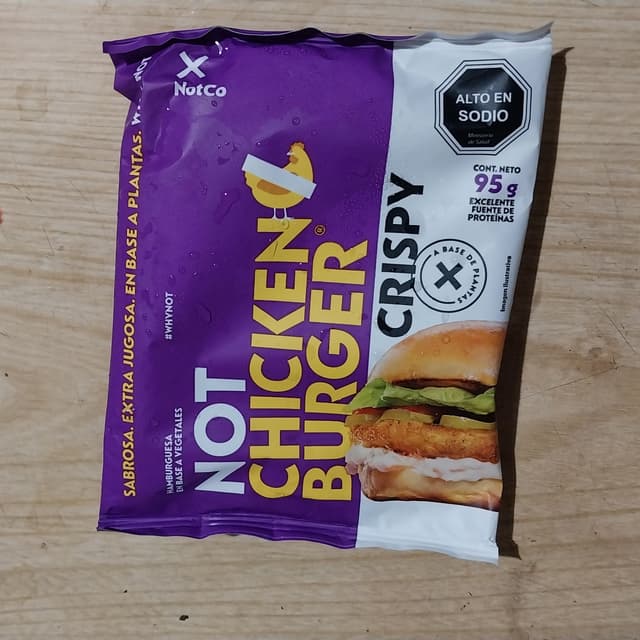 NotCo
NOT
CHICKEN
BURGER®
CRISPY
HAMBURGUESA
EN BASE A VEGETALES
#WHYNOT
SABROSA. EXTRA JUGOSA. EN BASE A PLANTAS.
ALTO EN
SODIO
Ministerio
de Salud
CONT. NETO
95 g
EXCELENTE
FUENTE DE
PROTEÍNAS
A BASE DE PLANTAS
Imagen ilustrativa